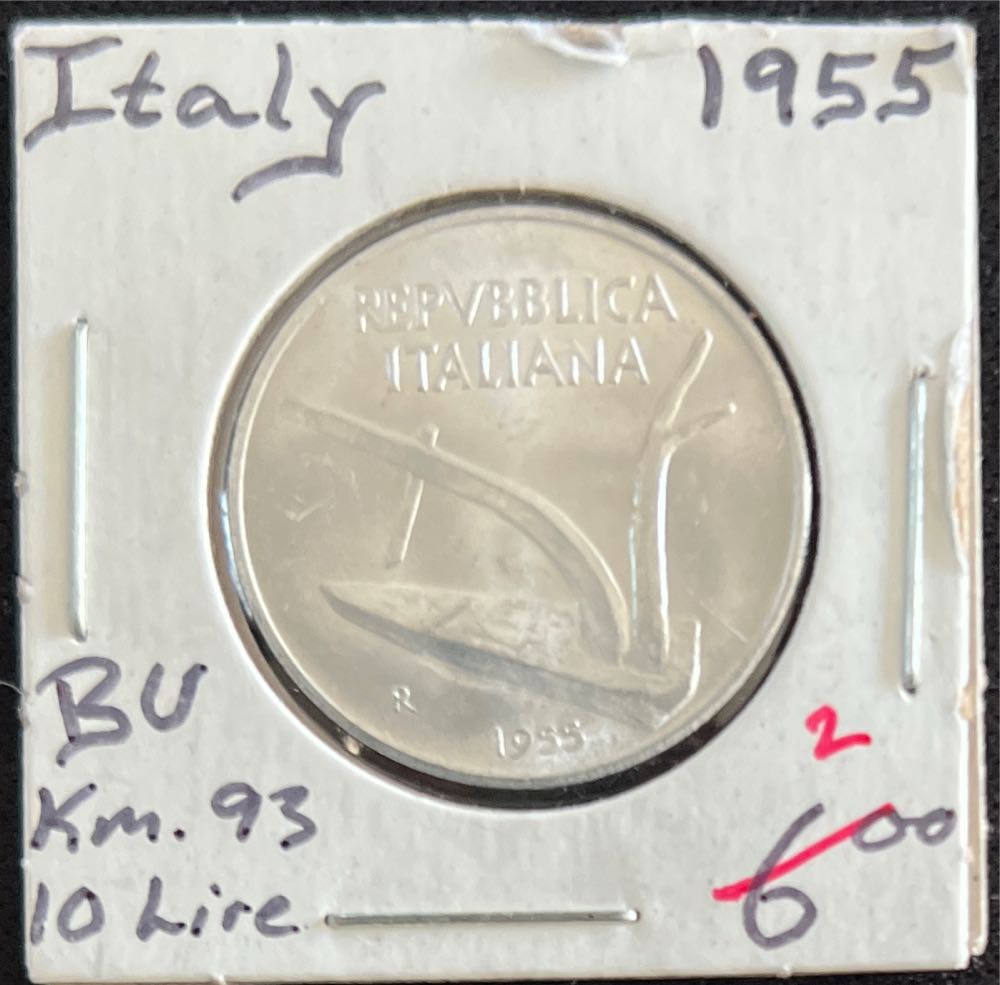 Italy 1955
REPVBBLICA
ITALIANA
R
1955
BU
Km. 93
10 Lire
2
6 00